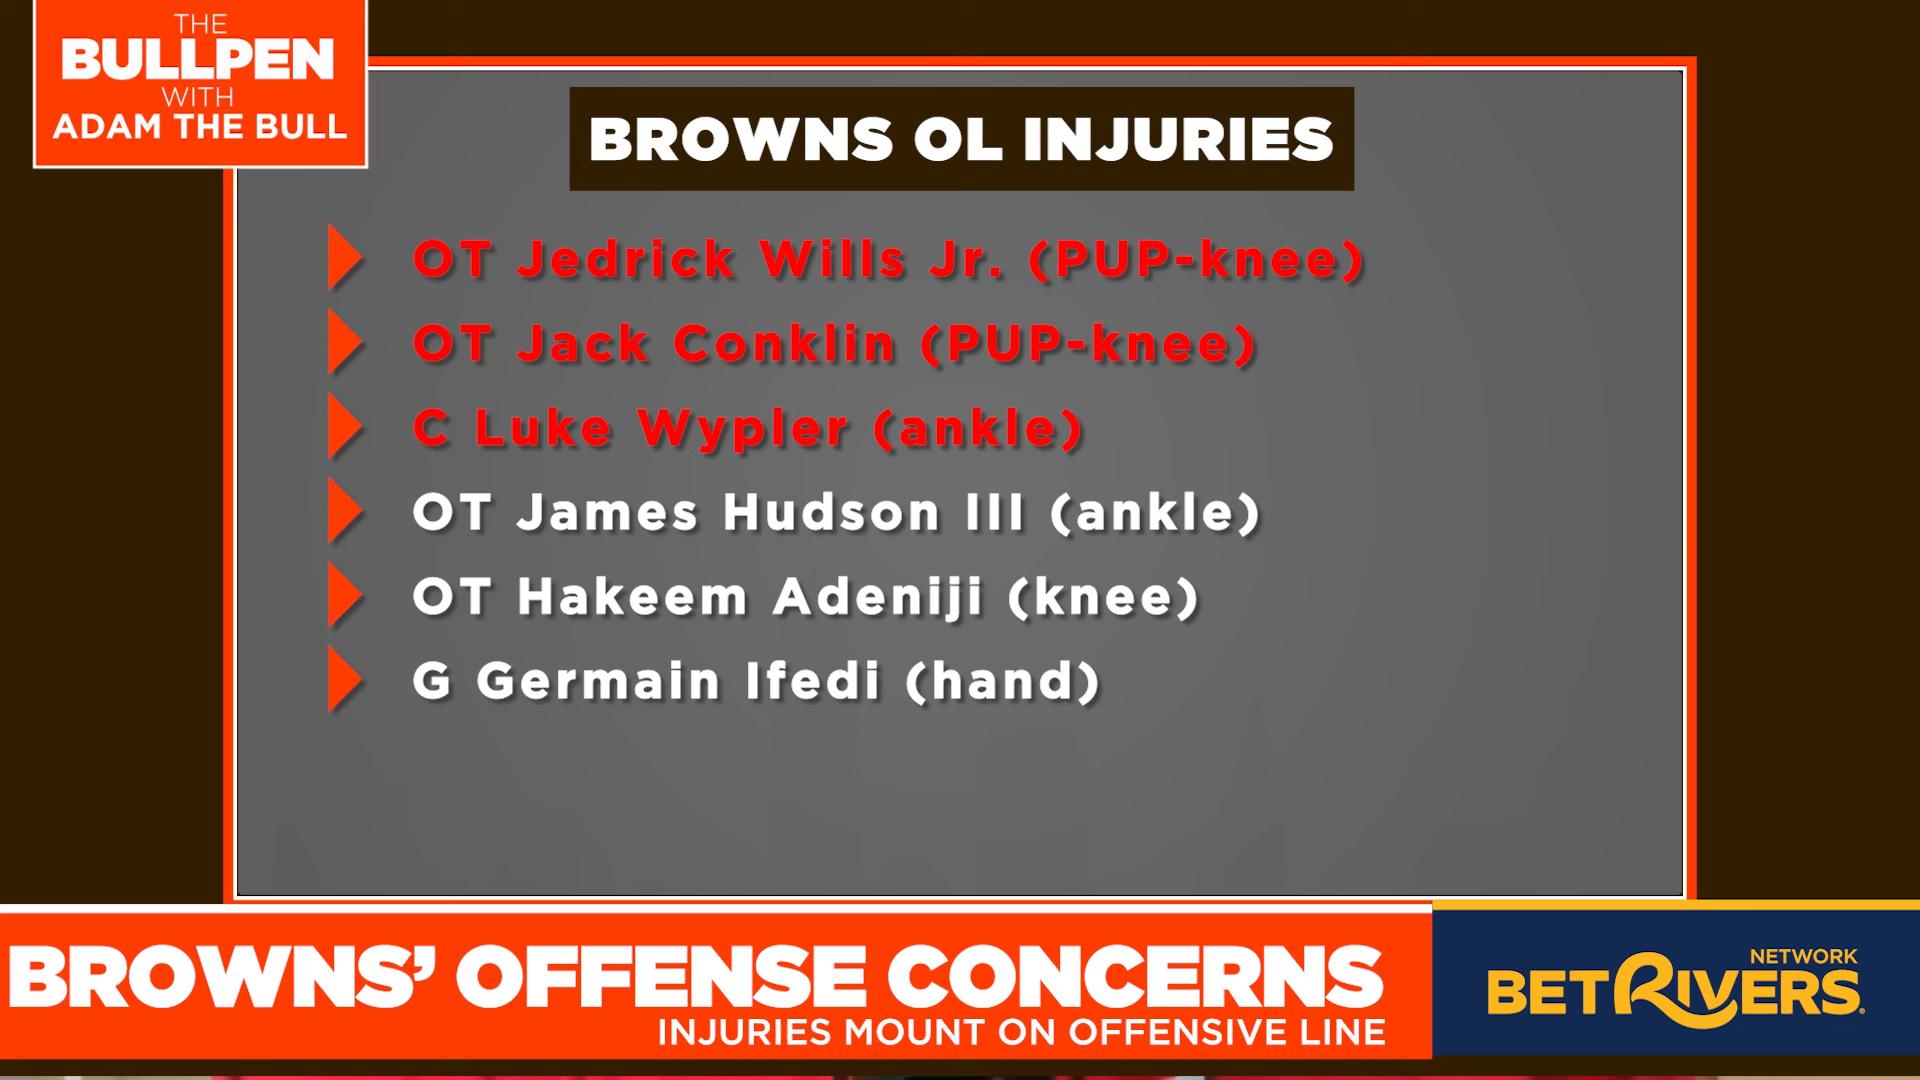 THE
BULLPEN
WITH
ADAM THE BULL
BROWNS OL INJURIES
OT Jedrick Wills Jr. (PUP-knee)
OT Jack Conklin (PUP-knee)
C Luke Wypler (ankle)
OT James Hudson III (ankle)
OT Hakeem Adeniji (knee)
G Germain Ifedi (hand)
BROWNS' OFFENSE CONCERNS
INJURIES MOUNT ON OFFENSIVE LINE
NETWORK
BETRIVERS®